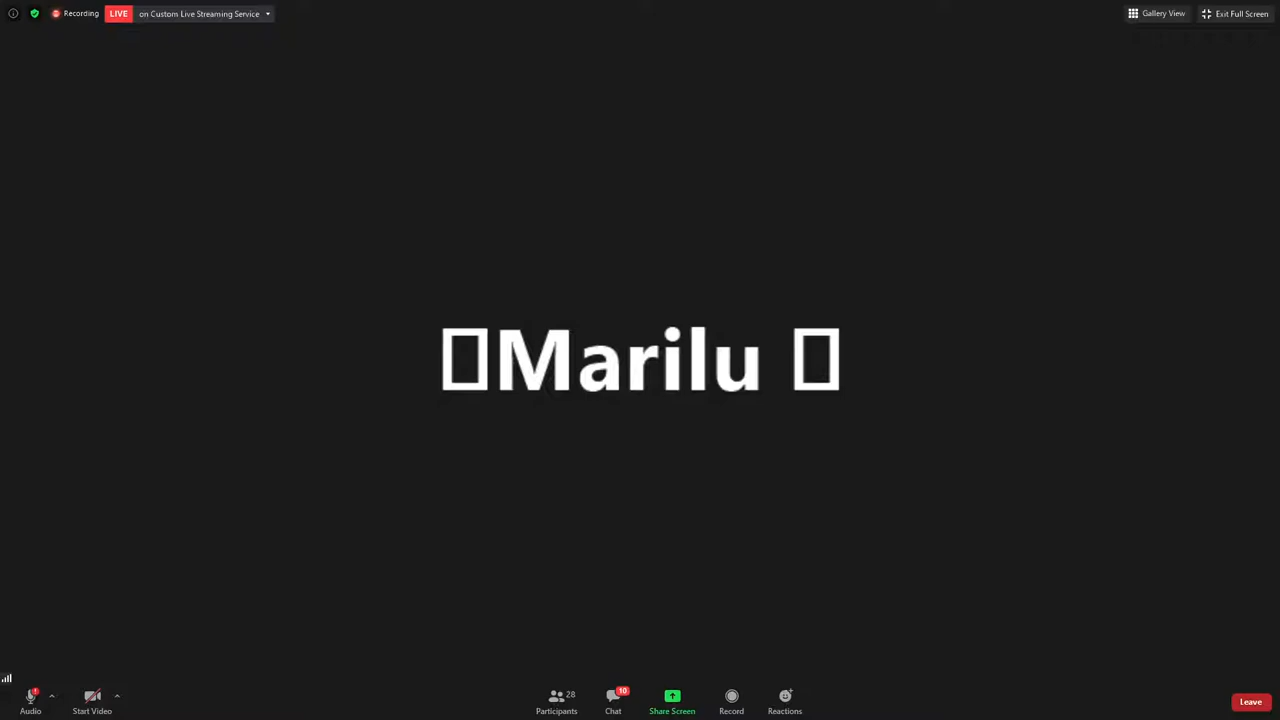 Recording LIVE on Custom Live Streaming Service Gallery View Exit Full Screen
▯Marilu ▯
28 10
Audio Start Video Participants Chat Share Screen Record Reactions Leave